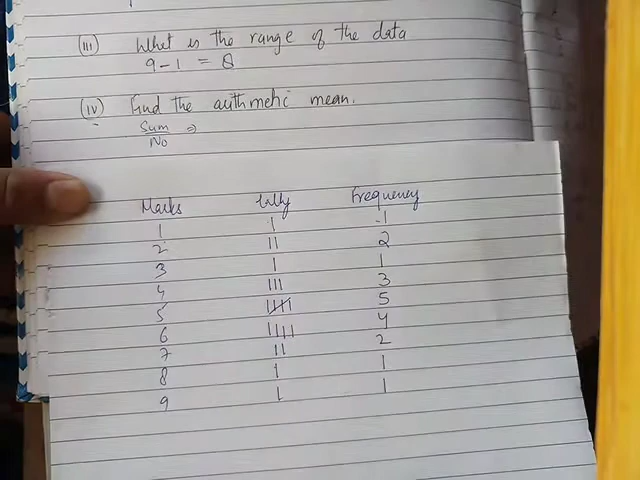 (iii) What is the range of the data
9 - 1 = 8
(iv) Find the authmetic mean.
Sum/No ⇒
Marks Tally Frequency
1 | 1
2 || 2
3 | 1
4 ||| 3
5 𝍸 5
6 |||| 4
7 || 2
8 | 1
9 | 1